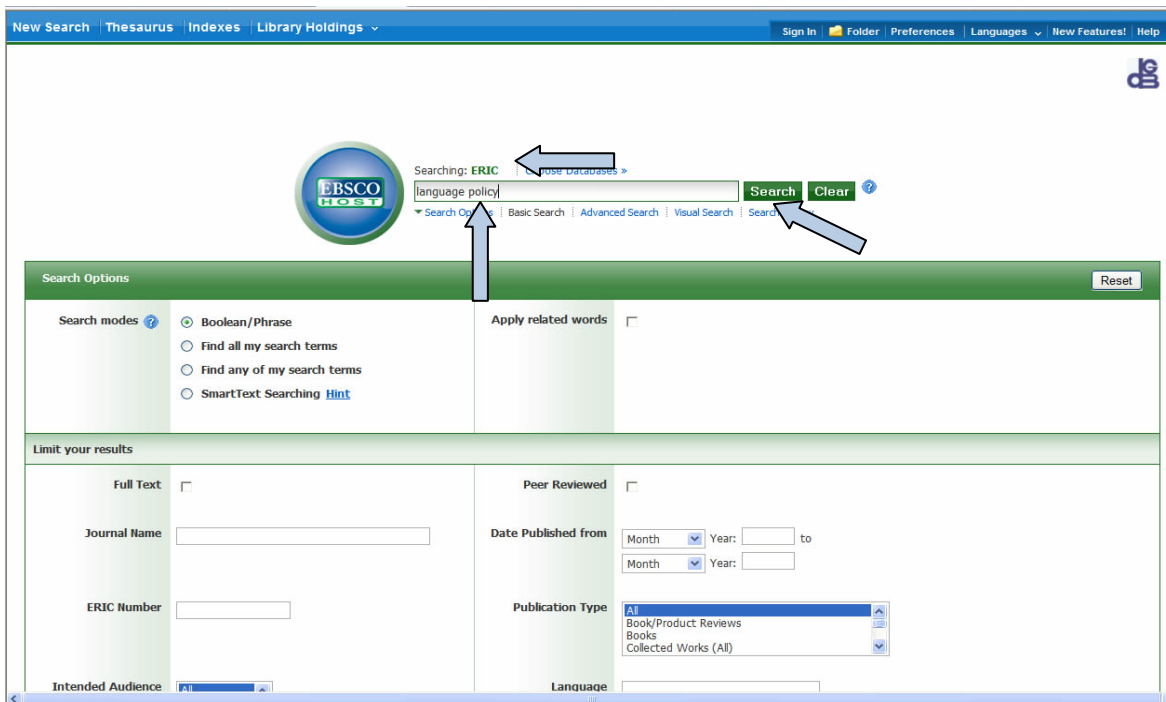 New Search Thesaurus Indexes Library Holdings
Sign In Folder Preferences Languages New Features! Help
EBSCO
HOST
Searching: ERIC Choose Databases »
language policy
Search Clear ?
Search Basic Search Advanced Search Visual Search Search
Search Options
Reset
Search modes ?
Boolean/Phrase
Find all my search terms
Find any of my search terms
SmartText Searching Hint
Apply related words
Limit your results
Full Text
Peer Reviewed
Journal Name
Date Published from
Month Year: to
Month Year:
ERIC Number
Publication Type
All
Book/Product Reviews
Books
Collected Works (All)
Intended Audience
All
Language